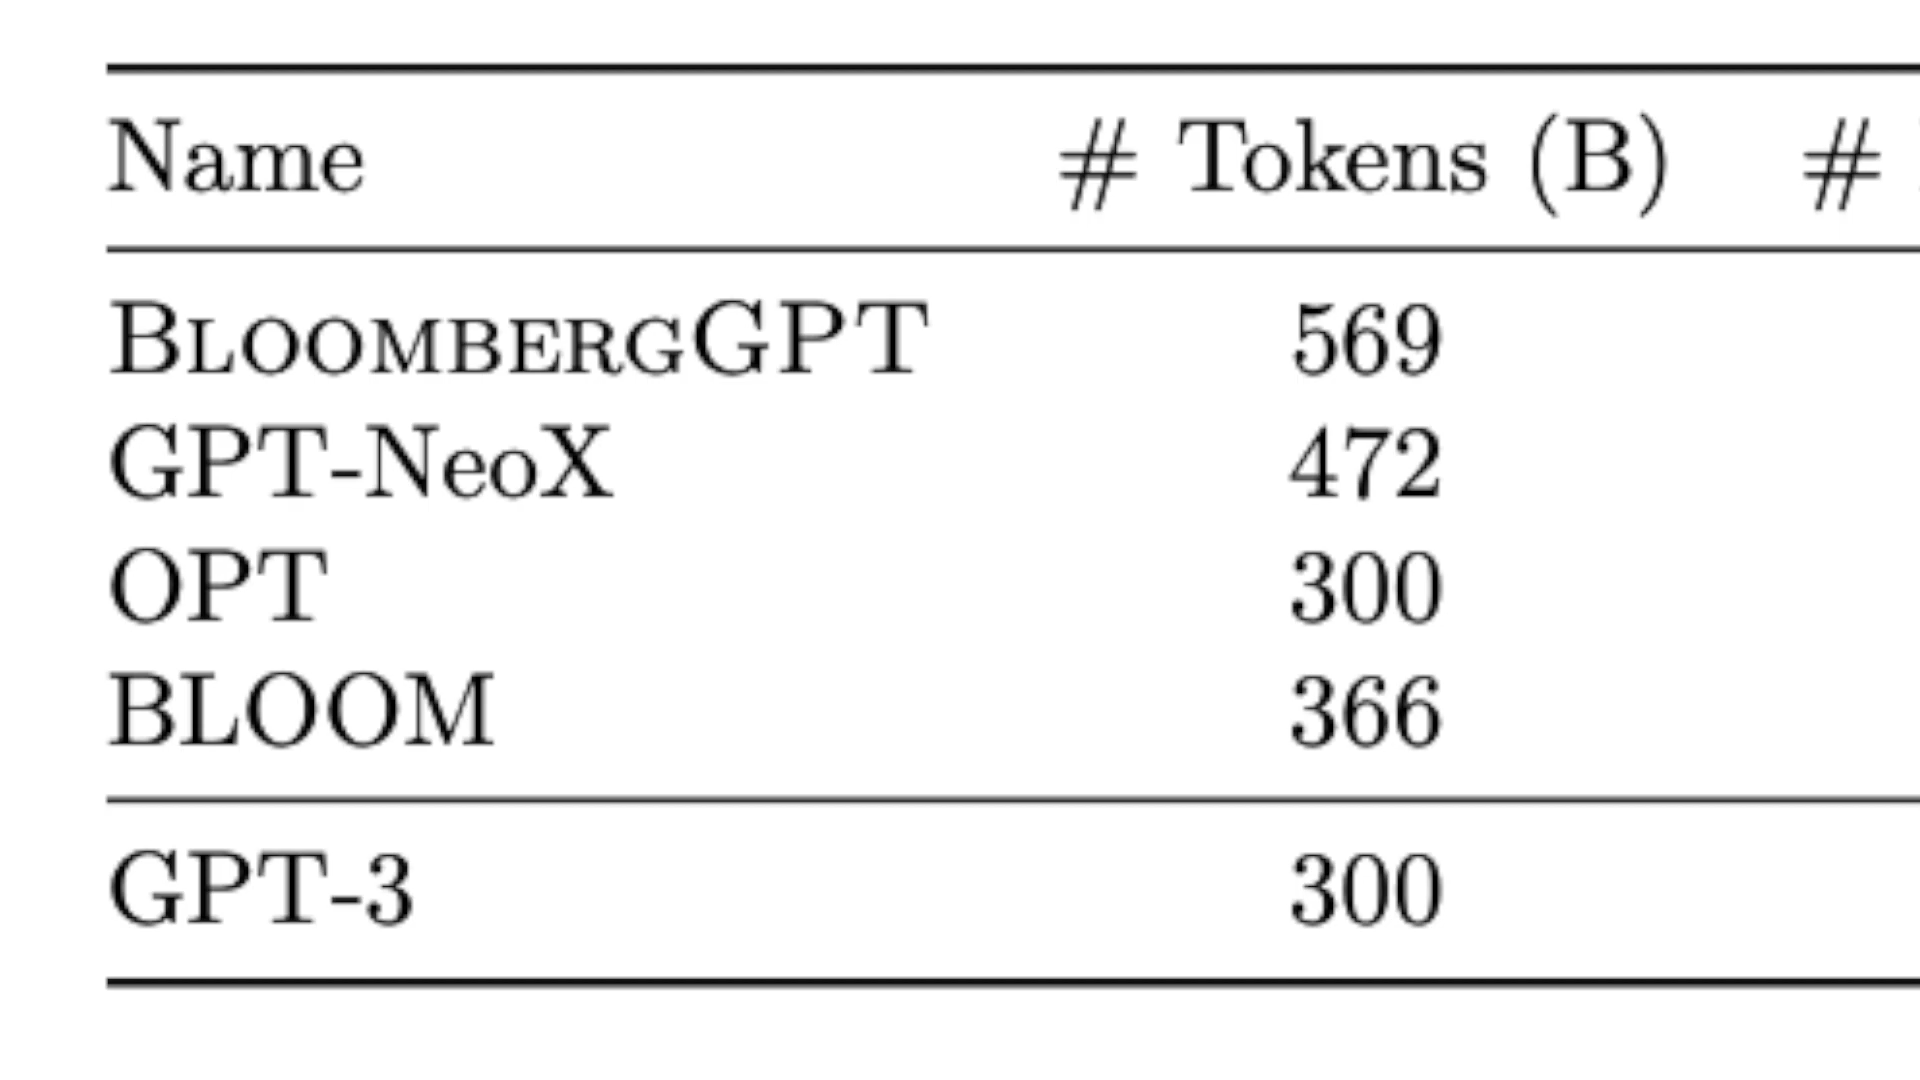 Name # Tokens (B) #
BLOOMBERGGPT 569
GPT-NeoX 472
OPT 300
BLOOM 366
GPT-3 300